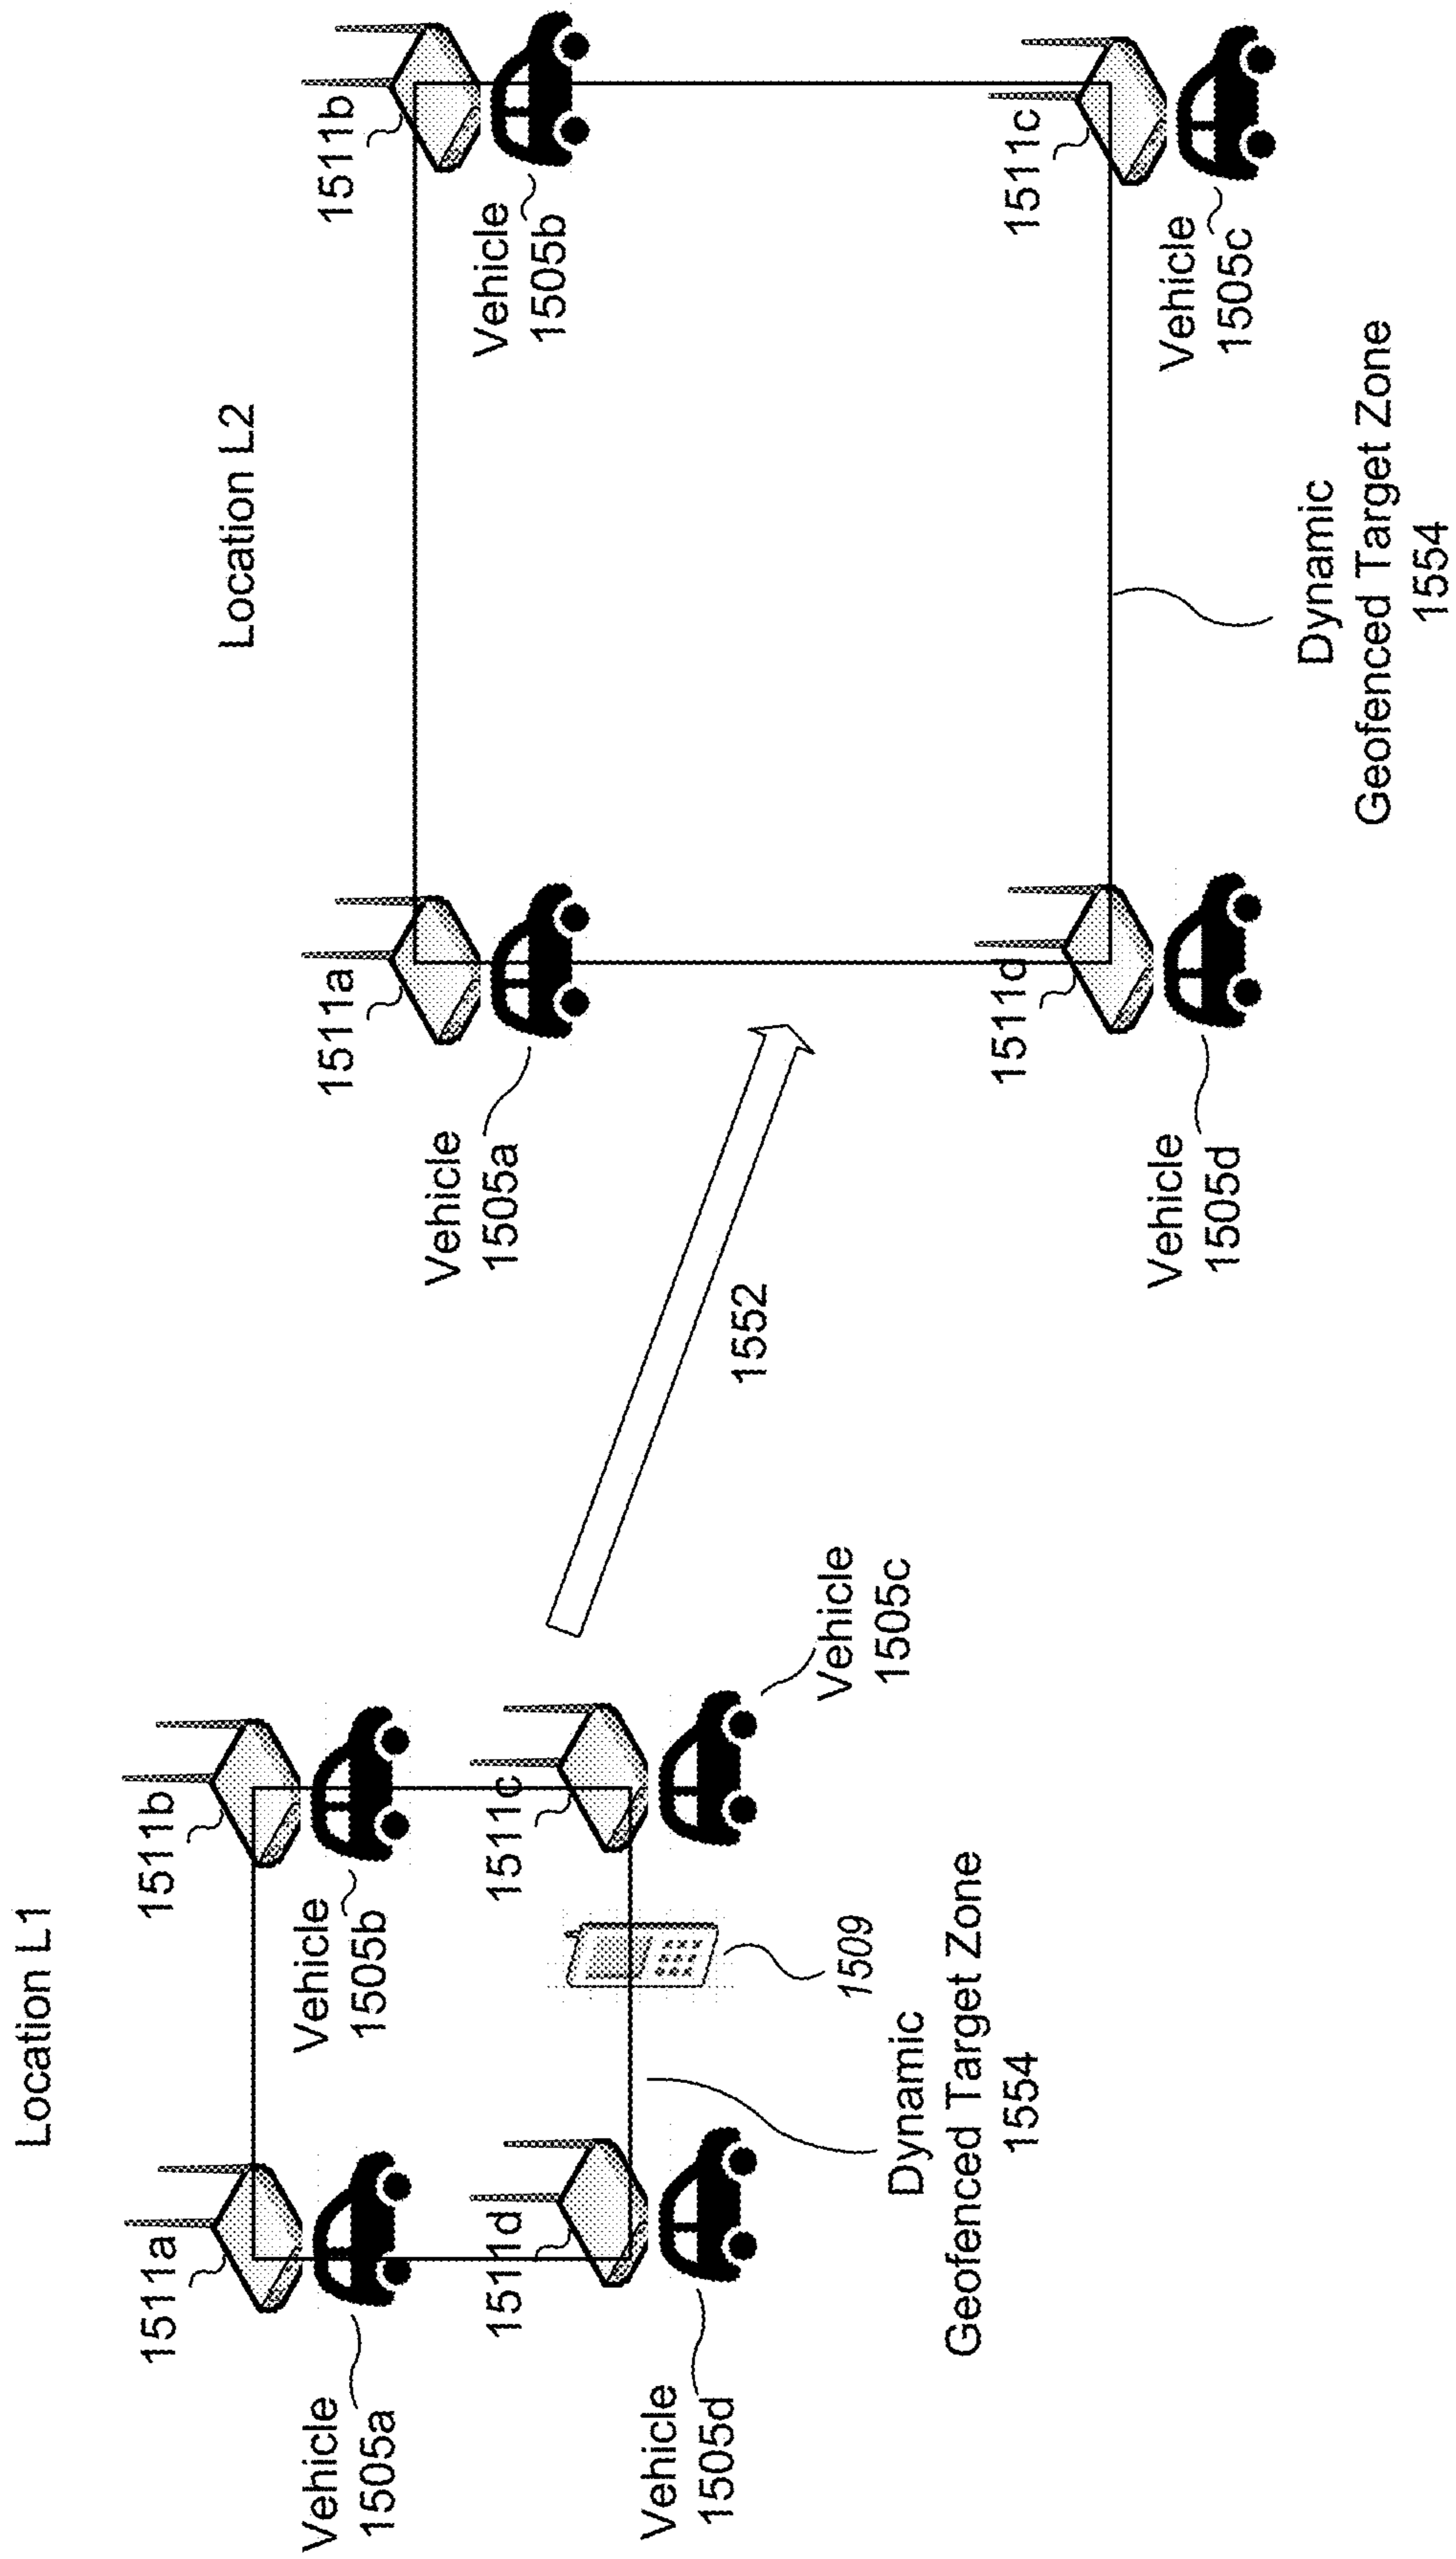 Location L1
1511a
1511b
Vehicle
1505a
Vehicle
1505b
1511d
1511c
Vehicle
1505d
1509
Vehicle
1505c
Dynamic
Geofenced Target Zone
1554
1552
Location L2
1511a
1511b
Vehicle
1505a
Vehicle
1505b
1511d
1511c
Vehicle
1505d
Vehicle
1505c
Dynamic
Geofenced Target Zone
1554